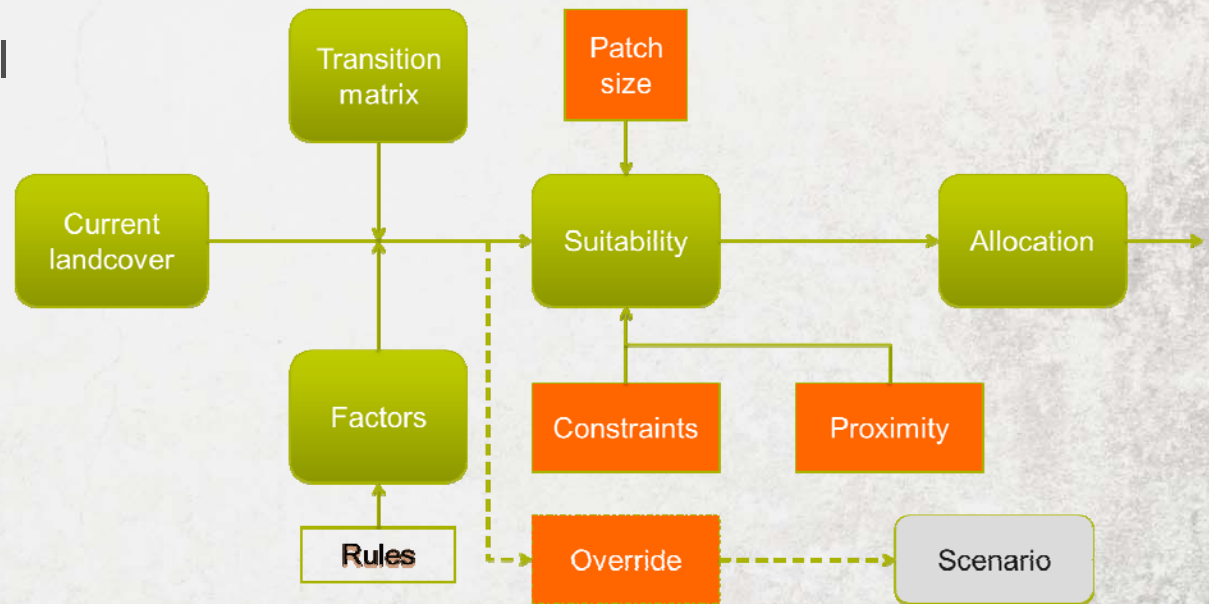 Transition
matrix
Patch
size
Current
landcover
Suitability
Allocation
Factors
Constraints
Proximity
Rules
Override
Scenario